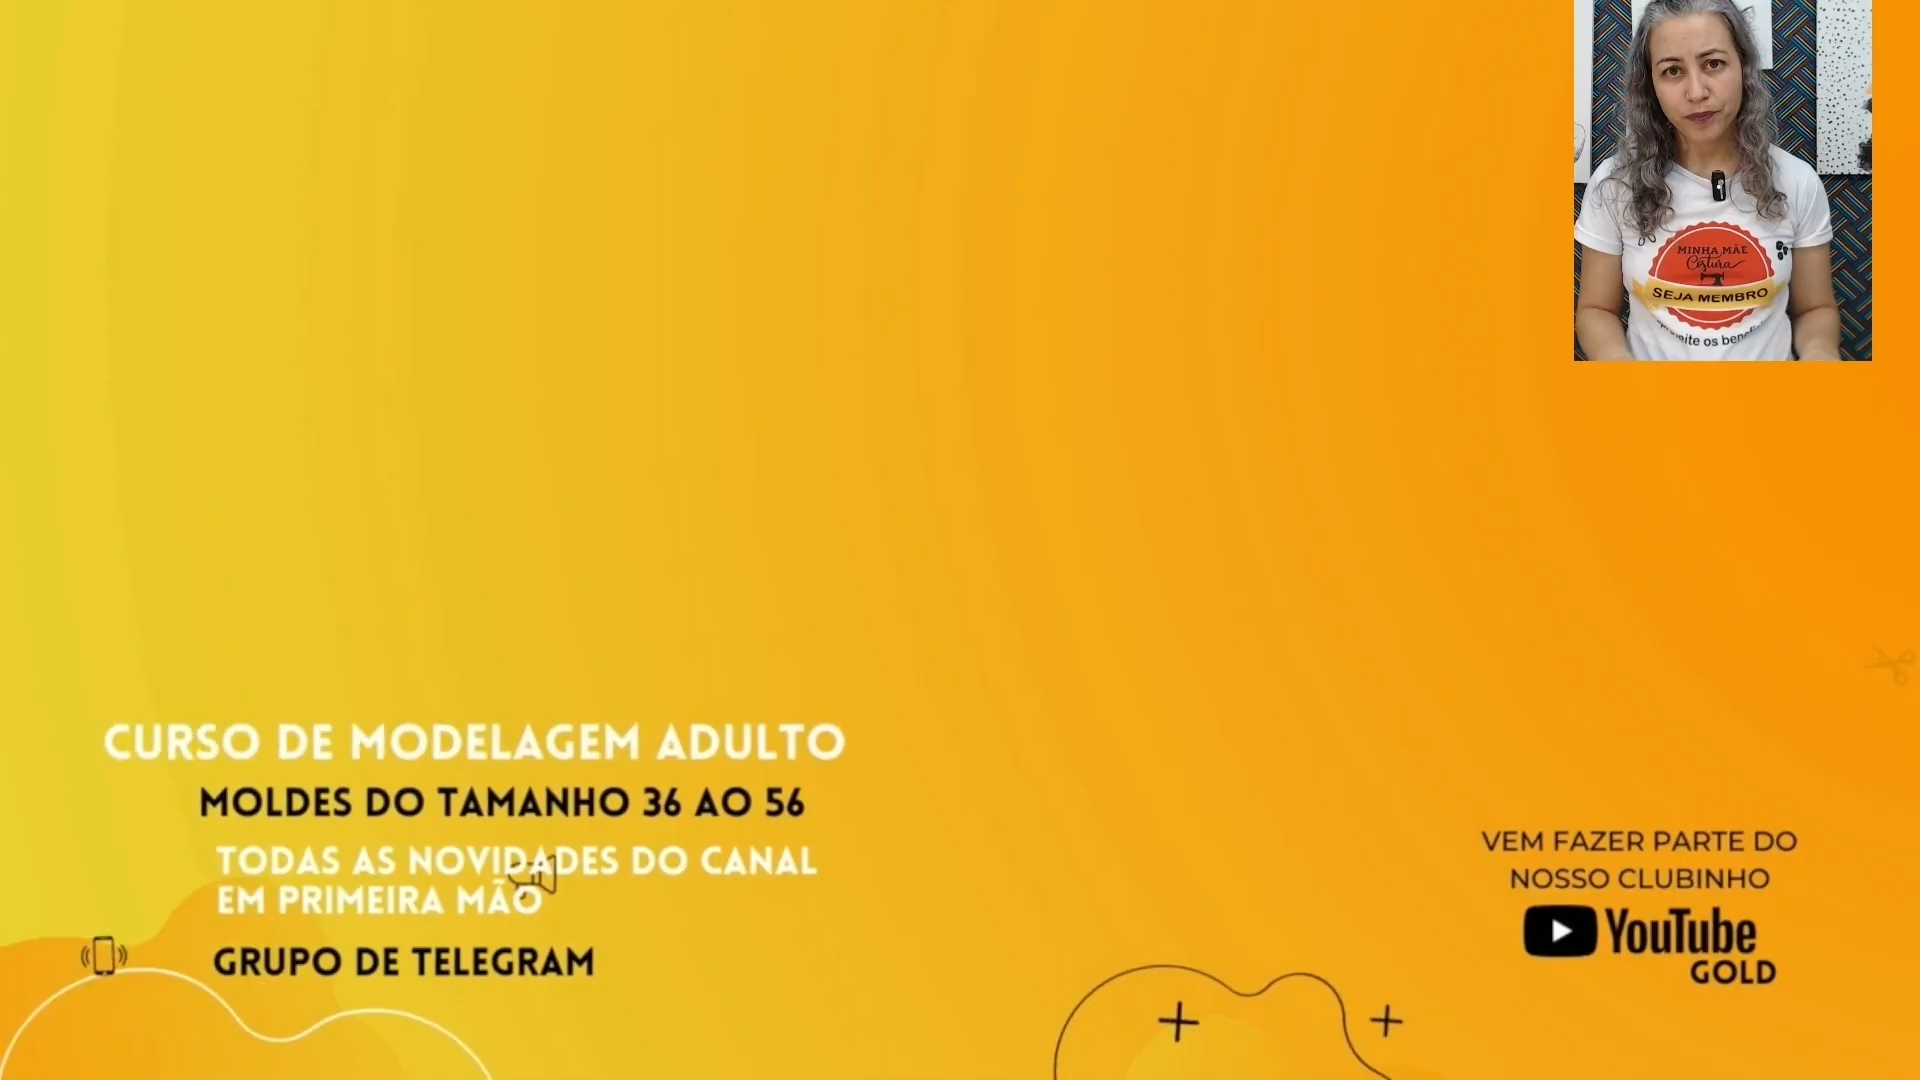 MINHA MÃE
Costura
SEJA MEMBRO
os
CURSO DE MODELAGEM ADULTO
MOLDES DO TAMANHO 36 AO 56
TODAS AS NOVIDADES DO CANAL
EM PRIMEIRA MÃO
GRUPO DE TELEGRAM
VEM FAZER PARTE DO
NOSSO CLUBINHO
YouTube
GOLD